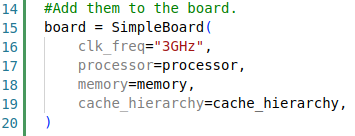 14 #Add them to the board.
15 board = SimpleBoard(
16     clk_freq="3GHz",
17     processor=processor,
18     memory=memory,
19     cache_hierarchy=cache_hierarchy,
20 )